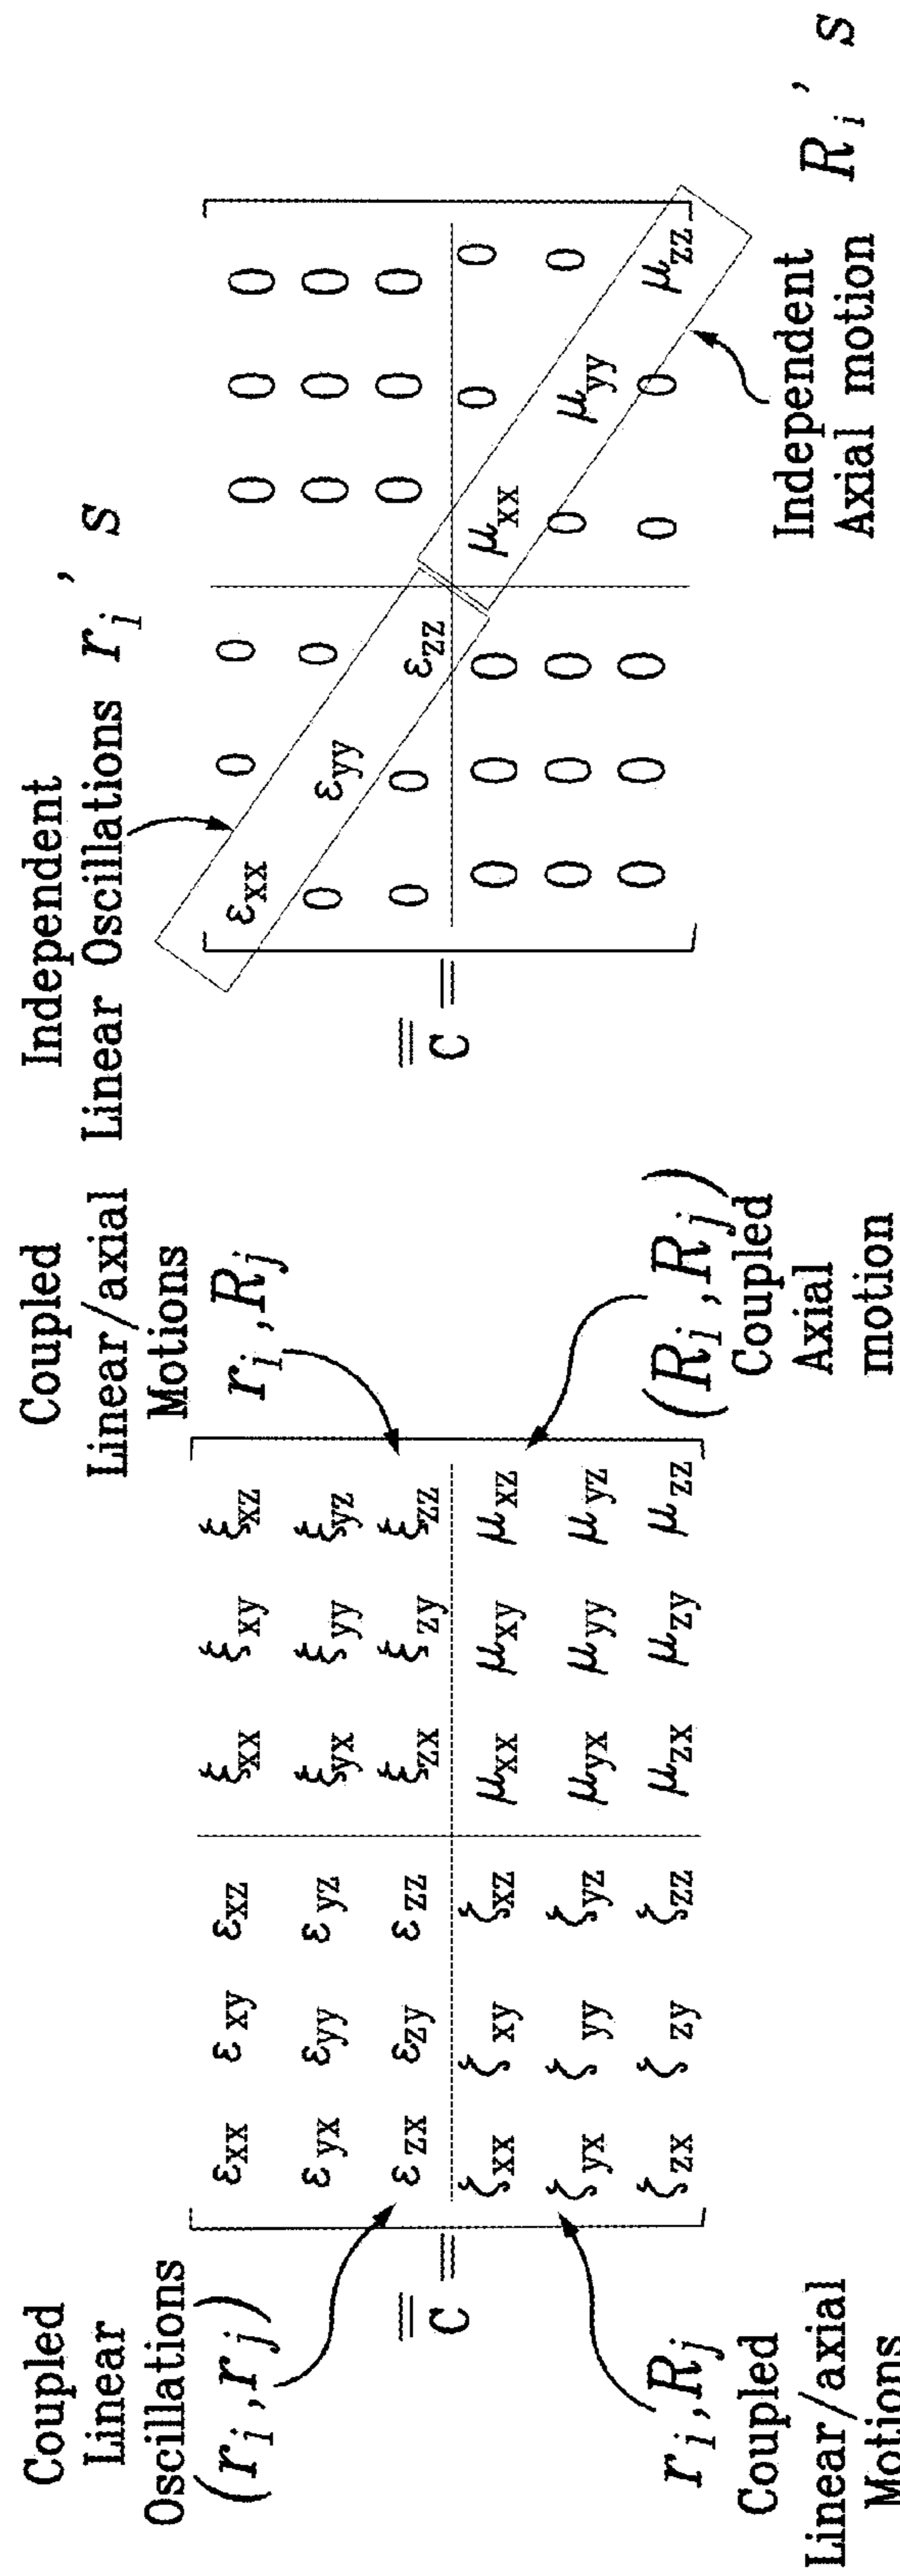 Coupled
Linear
Oscillations
(r_i, r_j)
Coupled
Linear/axial
Motions
r_i, R_j
C̿ =
ε_xx ε_xy ε_xz ξ_xx ξ_xy ξ_xz
ε_yx ε_yy ε_yz ξ_yx ξ_yy ξ_yz
ε_zx ε_zy ε_zz ξ_zx ξ_zy ξ_zz
ζ_xx ζ_xy ζ_xz μ_xx μ_xy μ_xz
ζ_yx ζ_yy ζ_yz μ_yx μ_yy μ_yz
ζ_zx ζ_zy ζ_zz μ_zx μ_zy μ_zz
r_i, R_j
Coupled
Linear/axial
Motions
(R_i, R_j)
Coupled
Axial
motion
Independent
Linear Oscillations r_i's
C̿ =
ε_xx 0 0 0 0 0
0 ε_yy 0 0 0 0
0 0 ε_zz 0 0 0
0 0 0 μ_xx 0 0
0 0 0 0 μ_yy 0
0 0 0 0 0 μ_zz
Independent
Axial motion R_i's